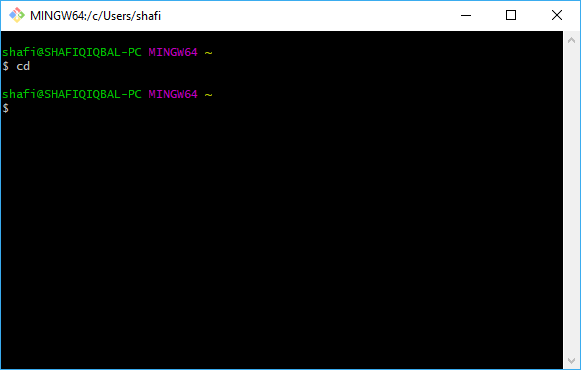 MINGW64:/c/Users/shafi
shafi@SHAFIQIQBAL-PC MINGW64 ~
$ cd
shafi@SHAFIQIQBAL-PC MINGW64 ~
$